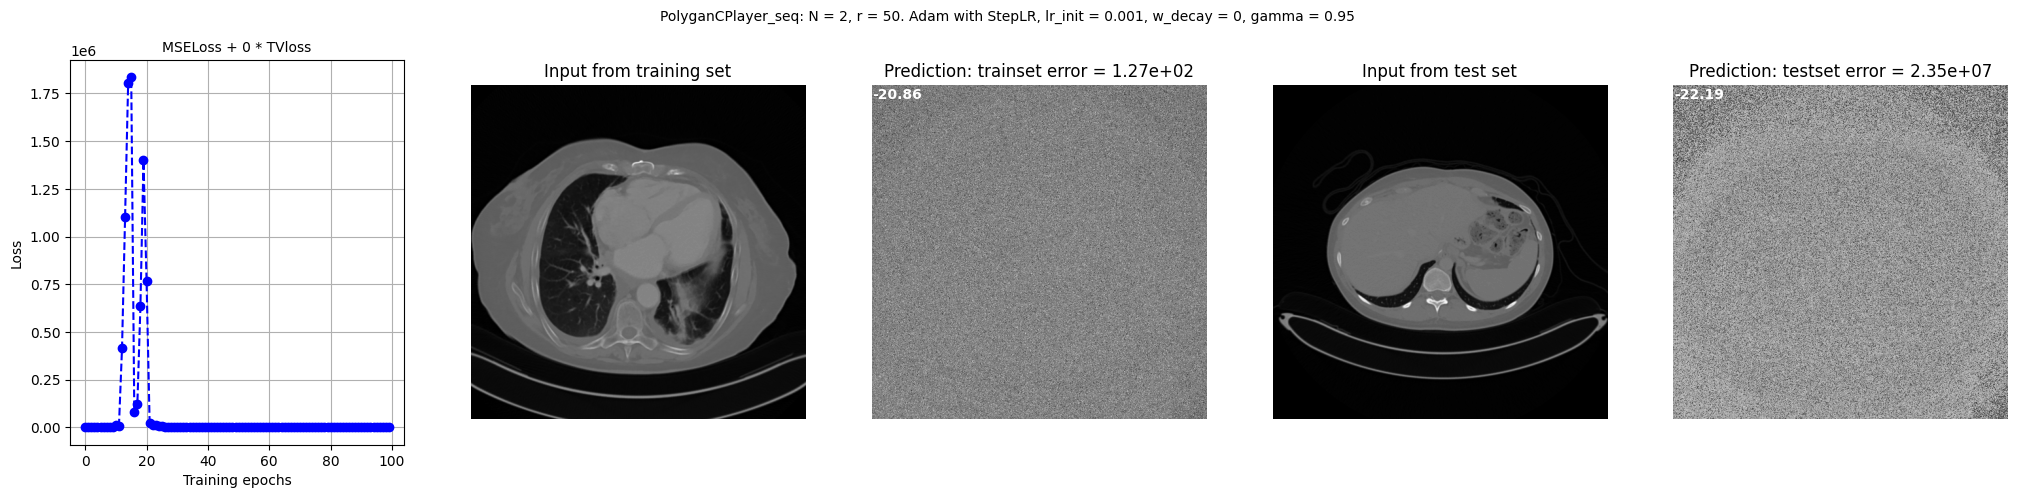 PolyganCPlayer_seq: N = 2, r = 50. Adam with StepLR, lr_init = 0.001, w_decay = 0, gamma = 0.95
MSELoss + 0 * TVloss
1e6
1.75
1.50
1.25
1.00
0.75
0.50
0.25
0.00
Loss
0 20 40 60 80 100
Training epochs
Input from training set
Prediction: trainset error = 1.27e+02
-20.86
Input from test set
Prediction: testset error = 2.35e+07
-22.19